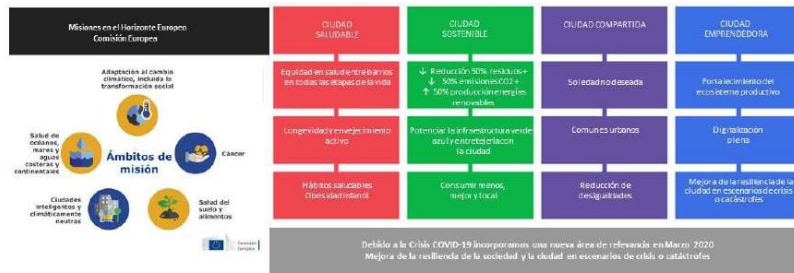 Misiones en el Horizonte Europeo
Comisión Europea
Adaptación al cambio
climático, incluida la
transformación social
Salud de
océanos,
mares y
aguas
costeras y
continentales
Ámbitos de
misión
Cáncer
Ciudades
inteligentes y
climáticamente
neutras
Salud del
suelo y
alimentos
Comisión
Europea
CIUDAD
SALUDABLE
Equidad en salud entre barrios
en todas las etapas de la vida
Longevidad y envejecimiento
activo
Hábitos saludables
Obesidad infantil
CIUDAD
SOSTENIBLE
↓ Reducción 50% residuos +
↓ 50% emisiones CO2 +
↑ 50% producción energías
renovables
Potenciar la infraestructura verde
azul y entretejerla con
la ciudad
Consumir menos,
mejor y local
CIUDAD COMPARTIDA
Soledad no deseada
Comunes urbanos
Reducción de
desigualdades
CIUDAD
EMPRENDEDORA
Fortalecimiento del
ecosistema productivo
Digitalización
plena
Mejora de la resiliencia de la
ciudad en escenarios de crisis
o catástrofes
Debido a la Crisis COVID-19 incorporamos una nueva área de relevancia en Marzo 2020
Mejora de la resiliencia de la sociedad y la ciudad en escenarios de crisis o catástrofes